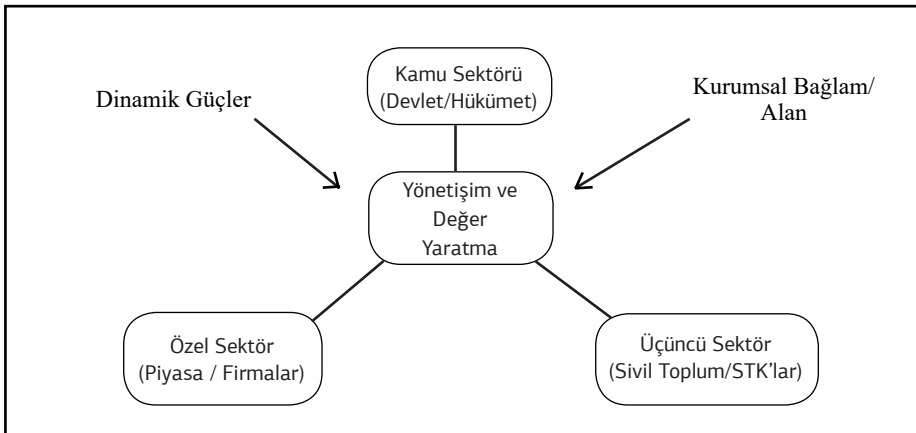 Kamu Sektörü
(Devlet/Hükümet)
Dinamik Güçler
Kurumsal Bağlam/
Alan
Yönetişim ve
Değer
Yaratma
Özel Sektör
(Piyasa / Firmalar)
Üçüncü Sektör
(Sivil Toplum/STK’lar)